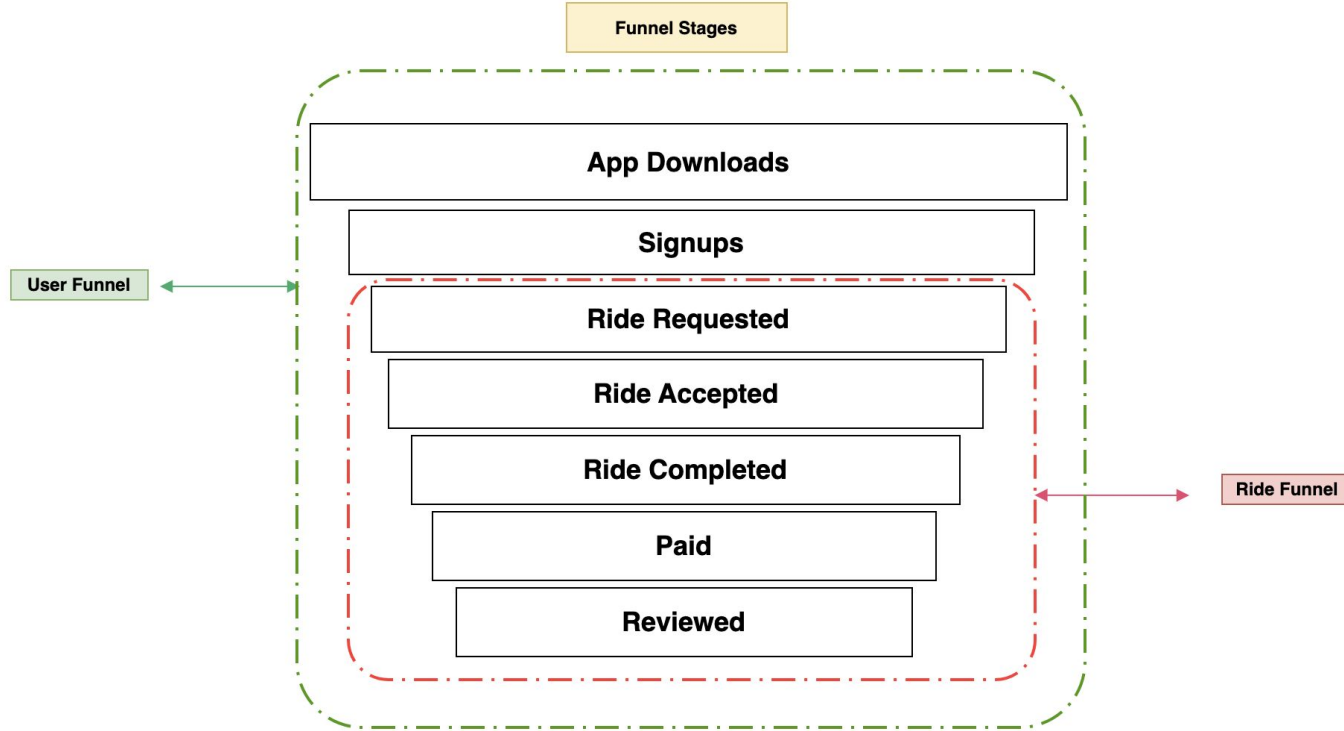 Funnel Stages
App Downloads
Signups
User Funnel
Ride Requested
Ride Accepted
Ride Completed
Ride Funnel
Paid
Reviewed